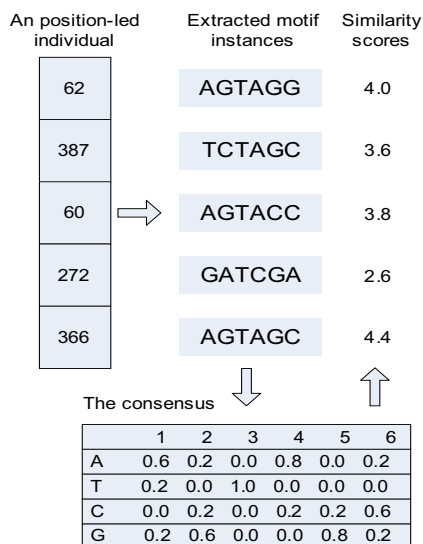 An position-led individual
Extracted motif instances
Similarity scores
62 AGTAGG 4.0
387 TCTAGC 3.6
60 AGTACC 3.8
272 GATCGA 2.6
366 AGTAGC 4.4
The consensus
1 2 3 4 5 6
A 0.6 0.2 0.0 0.8 0.0 0.2
T 0.2 0.0 1.0 0.0 0.0 0.0
C 0.0 0.2 0.0 0.2 0.2 0.6
G 0.2 0.6 0.0 0.0 0.8 0.2